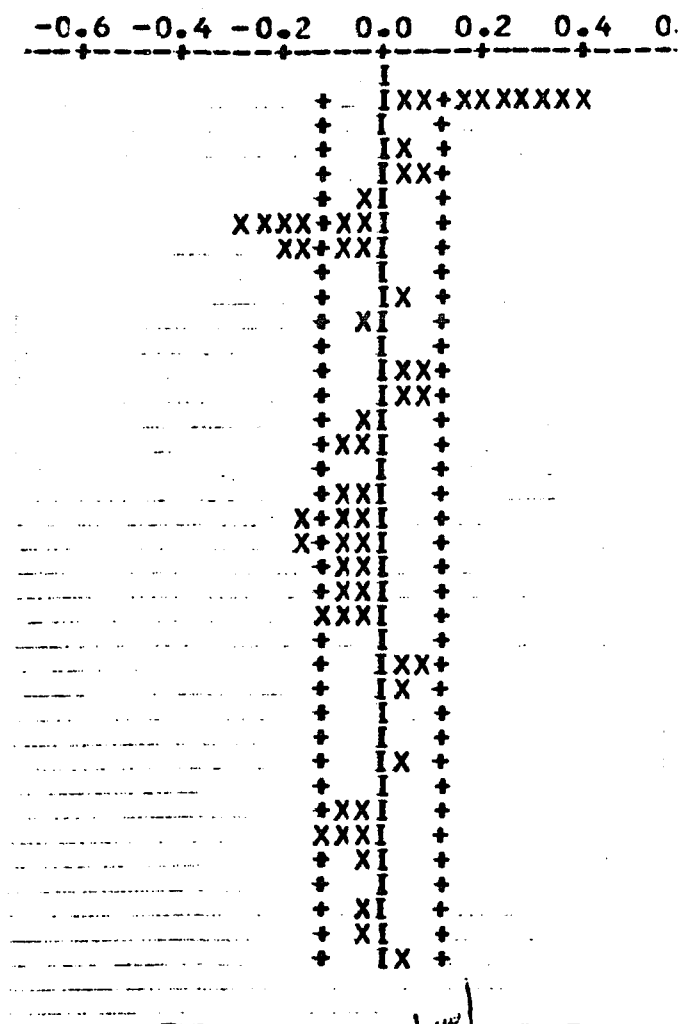 -0.6 -0.4 -0.2 0.0 0.2 0.4 0.
---+----+----+----+----+----+----
I
+  IXX+XXXXXXX
+  I  +
+  IX +
+  IXX+
+ XI  +
XXXX+XXI  +
XX+XXI  +
+  I  +
+  IX +
+ XI  +
+  I  +
+  IXX+
+  IXX+
+ XI  +
+XXI  +
+  I  +
+XXI  +
X+XXI  +
X+XXI  +
+XXI  +
+XXI  +
XXXI  +
+  I  +
+  IXX+
+  IX +
+  I  +
+  I  +
+  IX +
+  I  +
+XXI  +
XXXI  +
+ XI  +
+  I  +
+ XI  +
+ XI  +
+  IX +